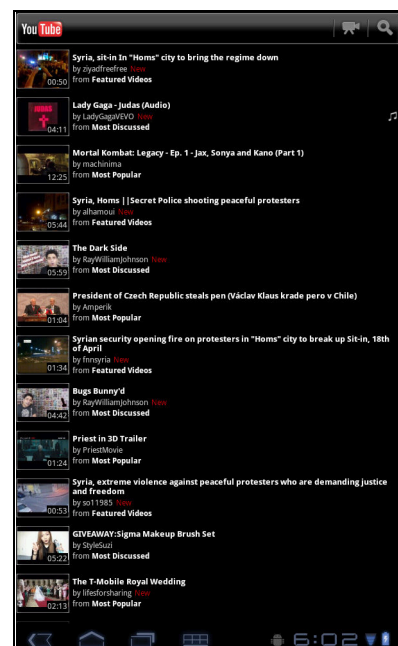 You Tube
Syria, sit-in In "Homs" city to bring the regime down
by ziyadfreefree New
00:50 from Featured Videos
Lady Gaga - Judas (Audio)
by LadyGagaVEVO New
04:11 from Most Discussed
Mortal Kombat: Legacy - Ep. 1 - Jax, Sonya and Kano (Part 1)
by machinima
12:25 from Most Popular
Syria, Homs ||Secret Police shooting peaceful protesters
by alhamoui New
05:44 from Featured Videos
The Dark Side
by RayWilliamJohnson New
05:59 from Most Discussed
President of Czech Republic steals pen (Václav Klaus krade pero v Chile)
by Amperik
01:04 from Most Popular
Syrian security opening fire on protesters in "Homs" city to break up Sit-in, 18th
of April
by fnnsyria New
01:34 from Featured Videos
Bugs Bunny'd
by RayWilliamJohnson New
04:42 from Most Discussed
Priest in 3D Trailer
by PriestMovie
01:24 from Most Popular
Syria, extreme violence against peaceful protesters who are demanding justice
and freedom
by so11985 New
00:53 from Featured Videos
GIVEAWAY:Sigma Makeup Brush Set
by StyleSuzi
05:22 from Most Discussed
The T-Mobile Royal Wedding
by lifesforsharing New
02:13 from Most Popular
6:02